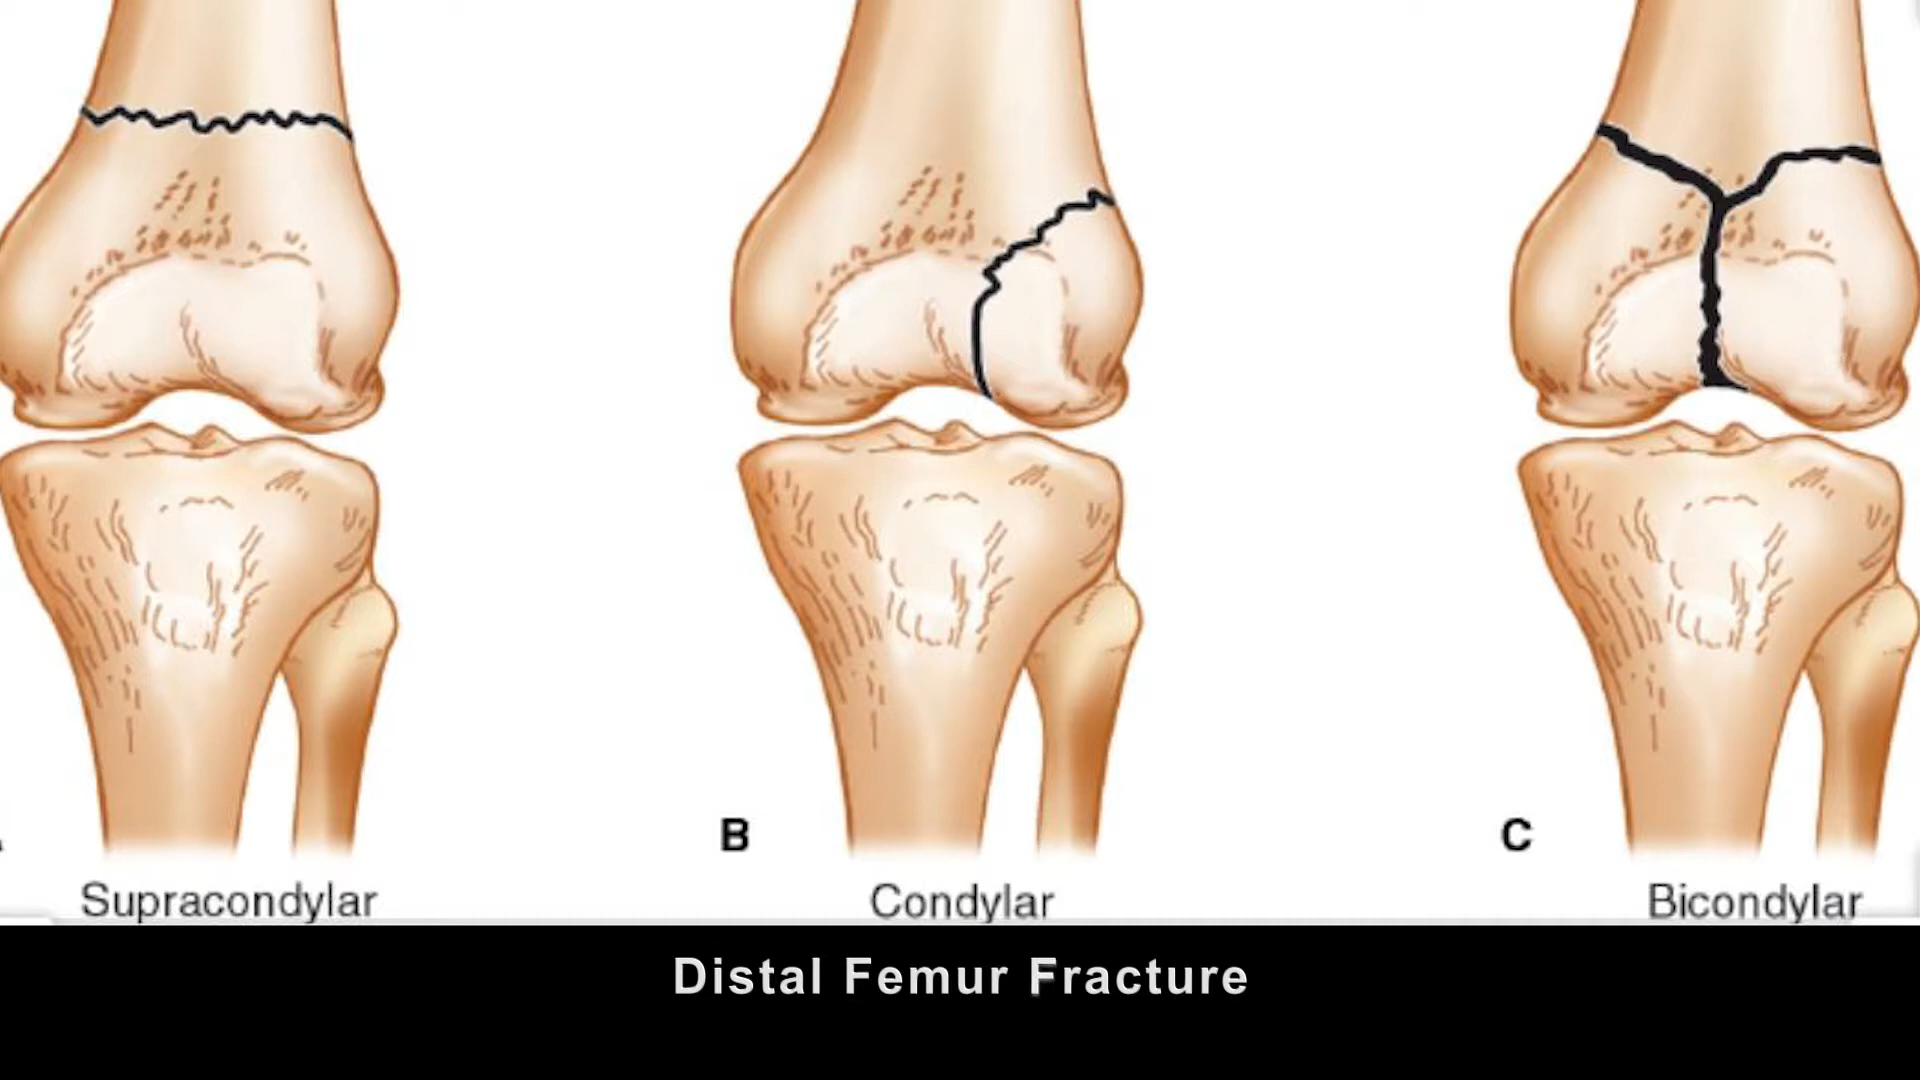 B
C
Supracondylar
Condylar
Bicondylar
Distal Femur Fracture